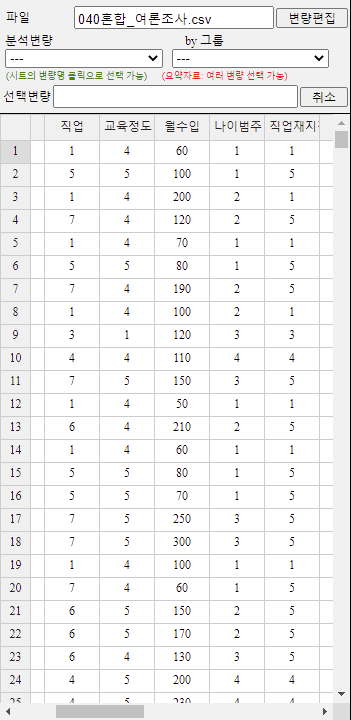 파일 040혼합_여론조사.csv 변량편집
분석변량 by 그룹
--- ---
(시트의 변량명 클릭으로 선택 가능) (요약자료: 여러 변량 선택 가능)
선택변량 취소
직업 교육정도 월수입 나이범주 직업재지
1 1 4 60 1 1
2 5 5 100 1 5
3 1 4 200 2 1
4 7 4 120 2 5
5 1 4 70 1 1
6 5 5 80 1 5
7 7 4 190 2 5
8 1 4 100 2 1
9 3 1 120 3 3
10 4 4 110 4 4
11 7 5 150 3 5
12 1 4 50 1 1
13 6 4 210 2 5
14 1 4 60 1 1
15 5 5 80 1 5
16 5 5 70 1 5
17 7 5 250 3 5
18 7 5 300 3 5
19 1 4 100 1 1
20 7 4 60 1 5
21 6 5 150 2 5
22 6 5 170 2 5
23 6 4 130 3 5
24 4 5 200 4 4
25 4 5 230 4 4